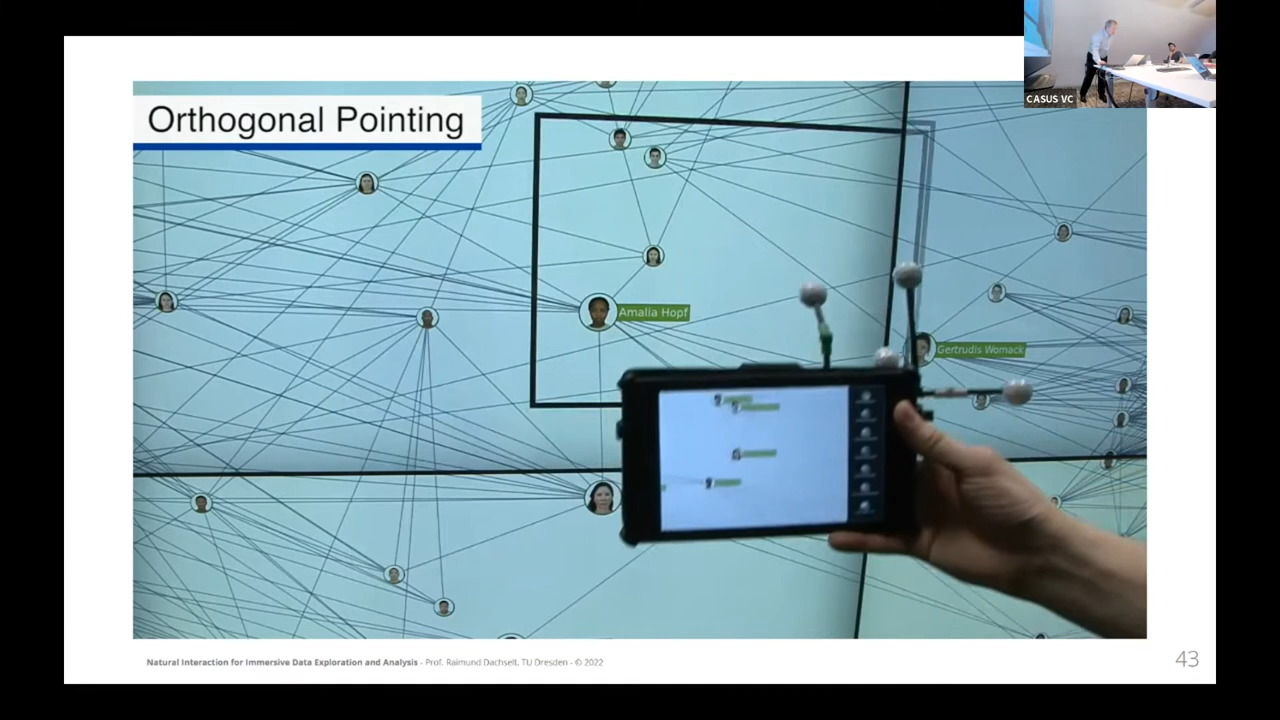 CASUS VC
Orthogonal Pointing
Amalia Hopf
Gertrudis Womack
Natural Interaction for Immersive Data Exploration and Analysis - Prof. Raimund Dachselt, TU Dresden - © 2022
43